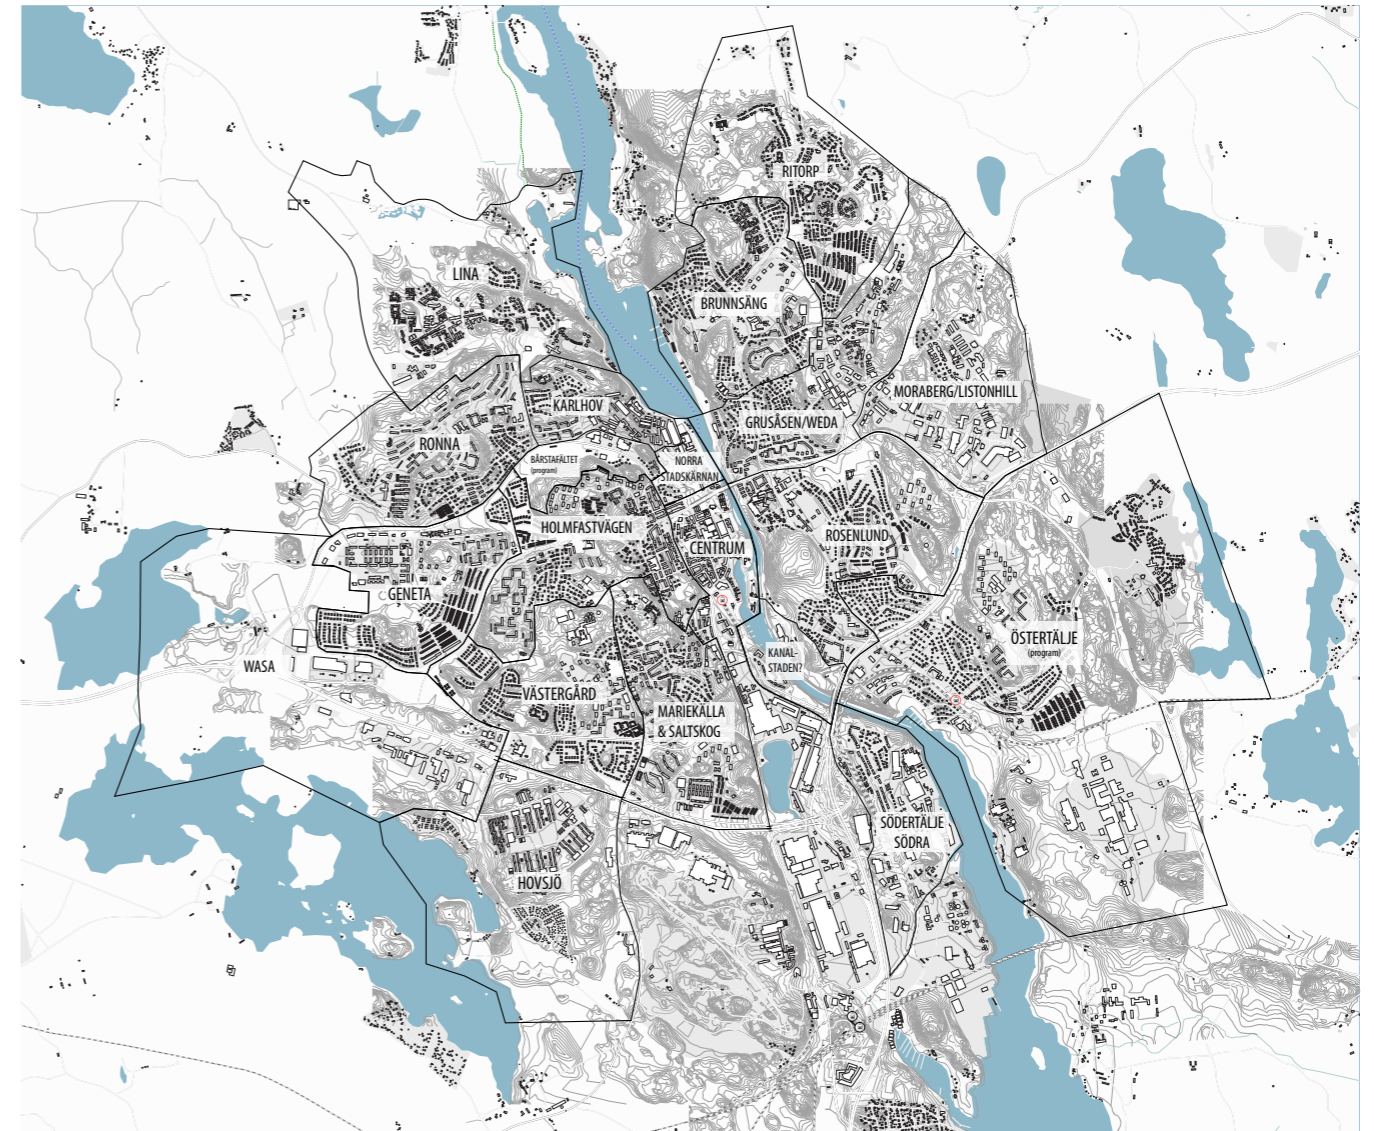 RITORP
LINA
BRUNNSÄNG
MORABERG/LISTONHILL
KARLHOV
GRUSÅSEN/WEDA
RONNA
BÅRSTAFÄLTET
(program)
NORRA
STADSKÄRNAN
HOLMFASTVÄGEN
CENTRUM
ROSENLUND
GENETA
ÖSTERTÄLJE
(program)
KANAL-
STADEN?
WASA
VÄSTERGÅRD
MARIEKÄLLA
& SALTSKOG
SÖDERTÄLJE
SÖDRA
HOVSJÖ